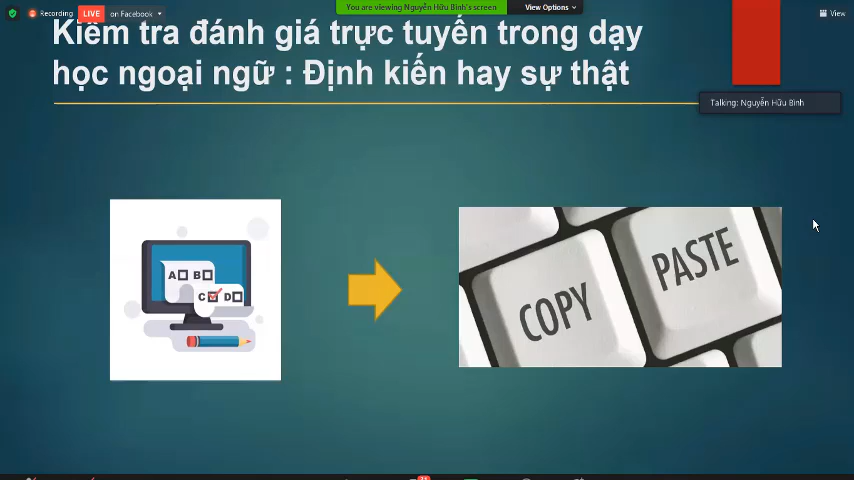 Recording
LIVE
on Facebook
You are viewing Nguyễn Hữu Bình's screen
View Options
View
Kiểm tra đánh giá trực tuyến trong dạy
học ngoại ngữ : Định kiến hay sự thật
Talking: Nguyễn Hữu Bình
A B
C D
COPY
PASTE